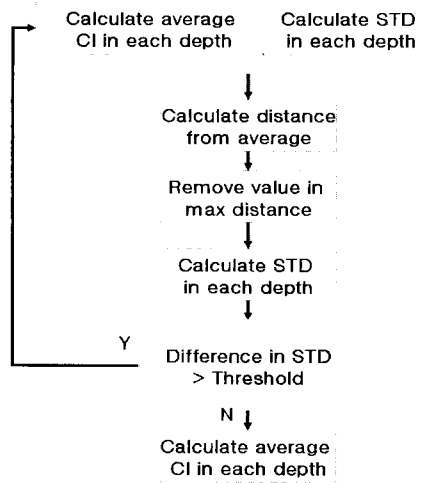 Calculate average
CI in each depth
Calculate STD
in each depth
Calculate distance
from average
Remove value in
max distance
Calculate STD
in each depth
Y
Difference in STD
> Threshold
N
Calculate average
CI in each depth